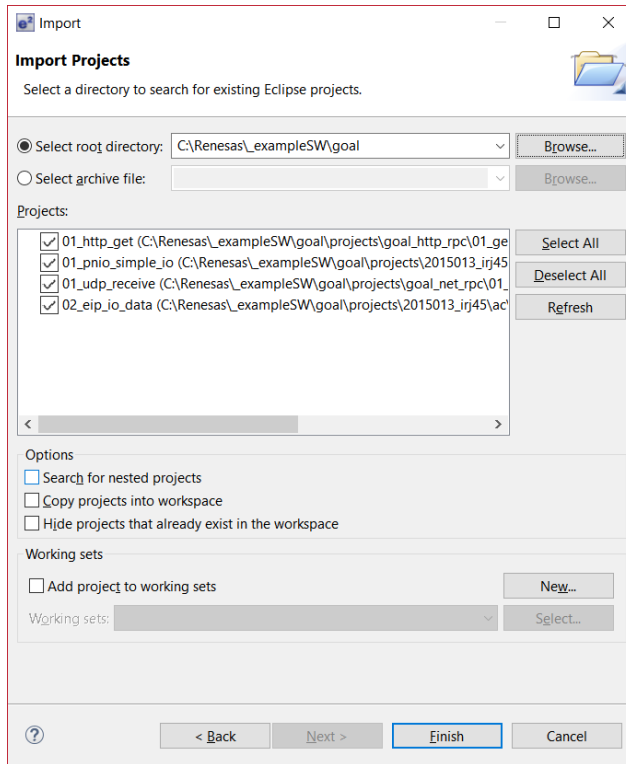 e² Import
Import Projects
Select a directory to search for existing Eclipse projects.
Select root directory: C:\Renesas\_exampleSW\goal Browse...
Select archive file: Browse...
Projects:
01_http_get (C:\Renesas\_exampleSW\goal\projects\goal_http_rpc\01_ge Select All
01_pnio_simple_io (C:\Renesas\_exampleSW\goal\projects\2015013_irj45
01_udp_receive (C:\Renesas\_exampleSW\goal\projects\goal_net_rpc\01_ Deselect All
02_eip_io_data (C:\Renesas\_exampleSW\goal\projects\2015013_irj45\ac\ Refresh
Options
Search for nested projects
Copy projects into workspace
Hide projects that already exist in the workspace
Working sets
Add project to working sets New...
Working sets: Select...
? < Back Next > Finish Cancel